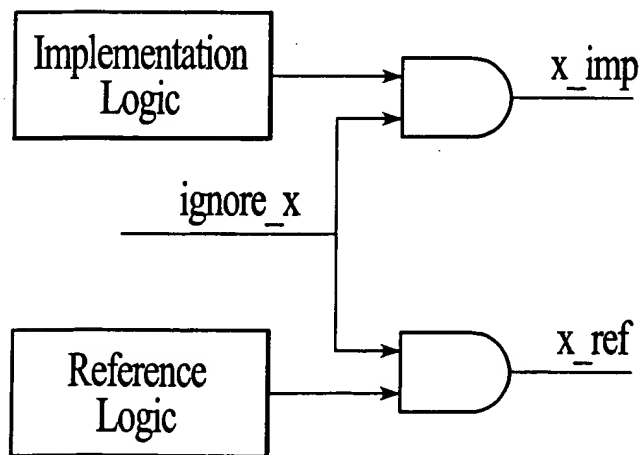 Implementation
Logic
x_imp
ignore_x
Reference
Logic
x_ref